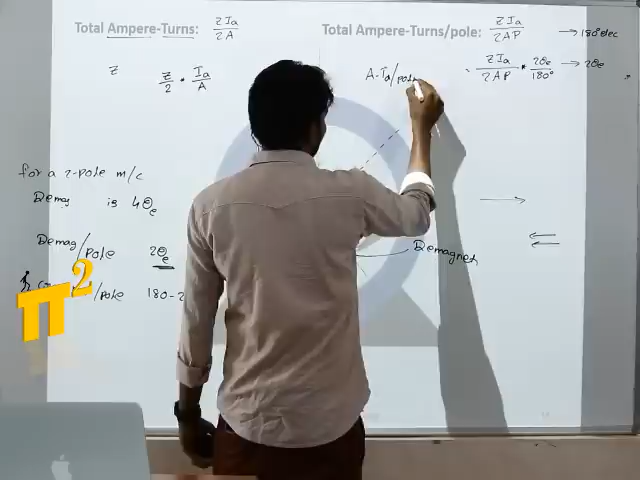 Total Ampere-Turns: ZIa/2A
Z
Z/2 • Ia/A
Total Ampere-Turns/pole: ZIa/2AP → 180° elec
A-Ta/pole
ZIa/2AP * 2θe/180° → 2θe
for a 2-pole m/c
Demag is 4θe
Demag/pole 2θe
/pole 180-2
Demagnet
π²